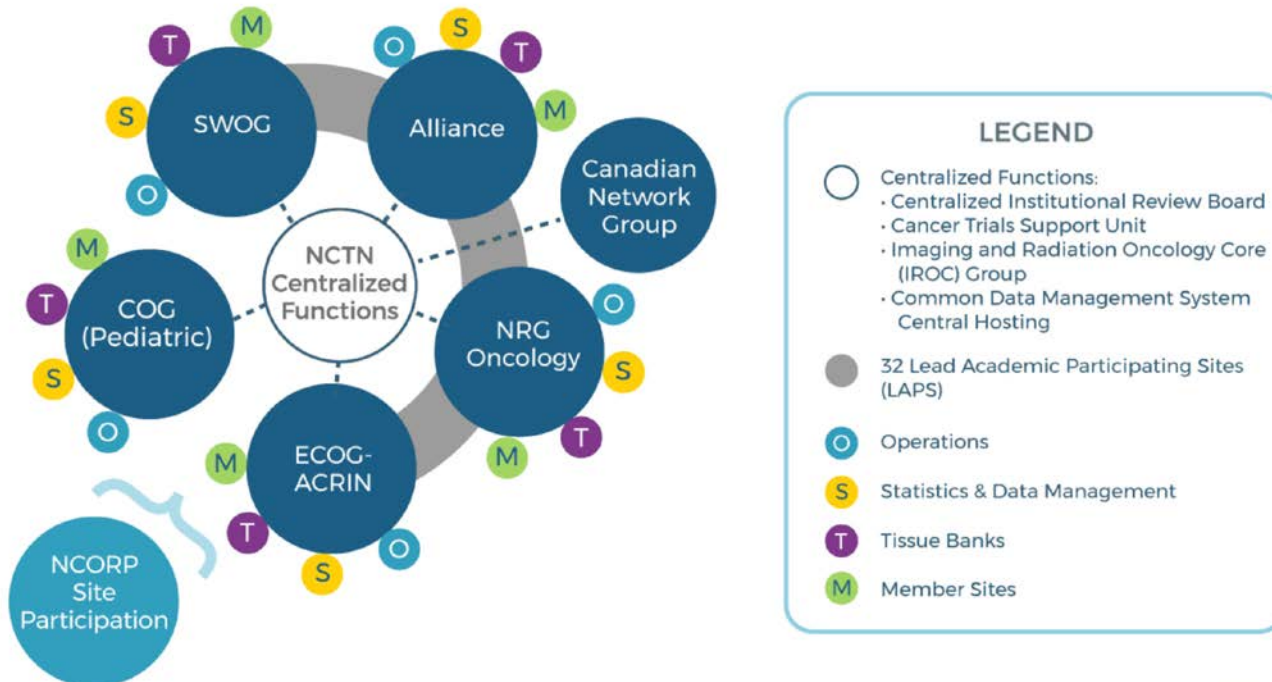 M
T
S
O
SWOG
O
S
T
M
Alliance
Canadian
Network
Group
NCTN
Centralized
Functions
M
T
S
O
COG
(Pediatric)
O
S
T
M
NRG
Oncology
M
T
S
O
ECOG-
ACRIN
NCORP
Site
Participation
LEGEND
Centralized Functions:
· Centralized Institutional Review Board
· Cancer Trials Support Unit
· Imaging and Radiation Oncology Core
(IROC) Group
· Common Data Management System
Central Hosting
32 Lead Academic Participating Sites
(LAPS)
O Operations
S Statistics & Data Management
T Tissue Banks
M Member Sites